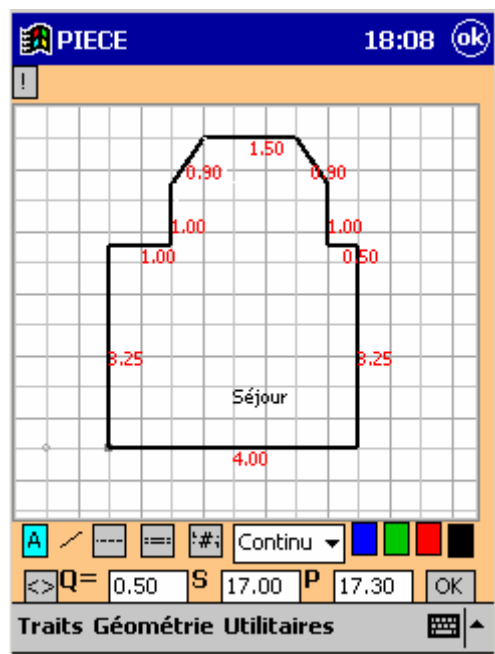 PIECE 18:08 ok
!
1.50
0.90 0.90
1.00 1.00
1.00 0.50
3.25 3.25
Séjour
4.00
A Continu
<> Q= 0.50 S 17.00 P 17.30 OK
Traits Géométrie Utilitaires